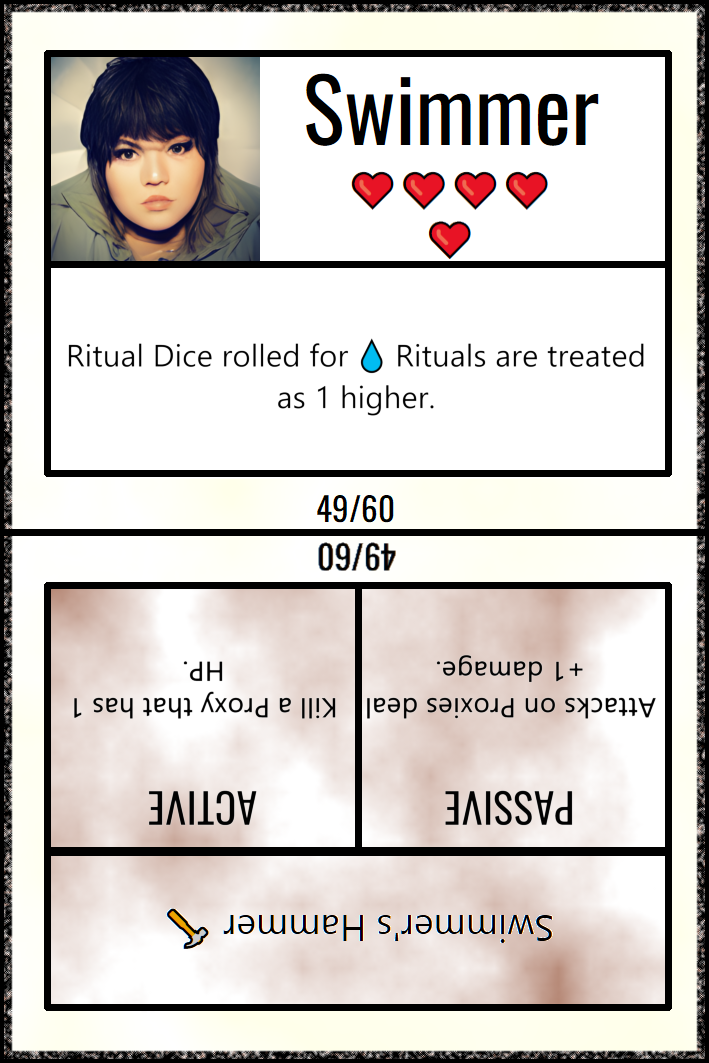 Swimmer
Ritual Dice rolled for 💧 Rituals are treated
as 1 higher.
49/60
49/60
Swimmer's Hammer
PASSIVE
Attacks on Proxies deal
+1 damage.
ACTIVE
Kill a Proxy that has 1
HP.